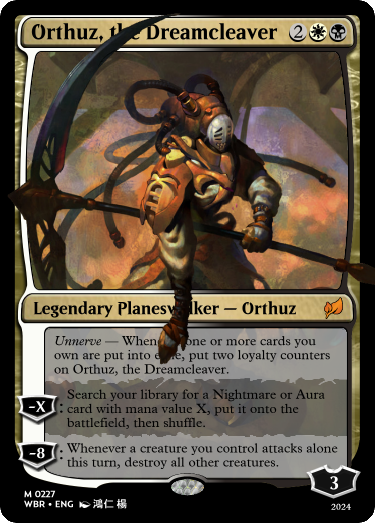 Orthuz, the Dreamcleaver 2
Legendary Planeswalker — Orthuz
Unnerve — Whenever one or more cards you
own are put into exile, put two loyalty counters
on Orthuz, the Dreamcleaver.
-X: Search your library for a Nightmare or Aura
card with mana value X, put it onto the
battlefield, then shuffle.
-8: Whenever a creature you control attacks alone
this turn, destroy all other creatures.
3
M 0227
WBR • ENG 鴻仁 楊
2024